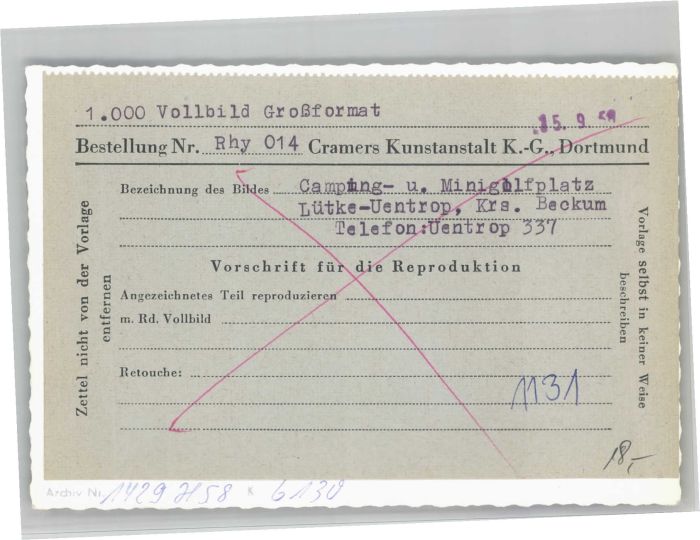 1.000 Vollbild Großformat
15. 9. 58
Bestellung Nr. Rhy 014 Cramers Kunstanstalt K.-G., Dortmund
Bezeichnung des Bildes Camping- u. Minigolfplatz
Lütke-Uentrop, Krs. Beckum
Telefon:Uentrop 337
Vorschrift für die Reproduktion
Angezeichnetes Teil reproduzieren
m. Rd. Vollbild
Retouche:
1131
18,-
Zettel nicht von der Vorlage
entfernen
Vorlage selbst in keiner Weise
beschreiben
Archiv Nr. 1429 H58 K 6130